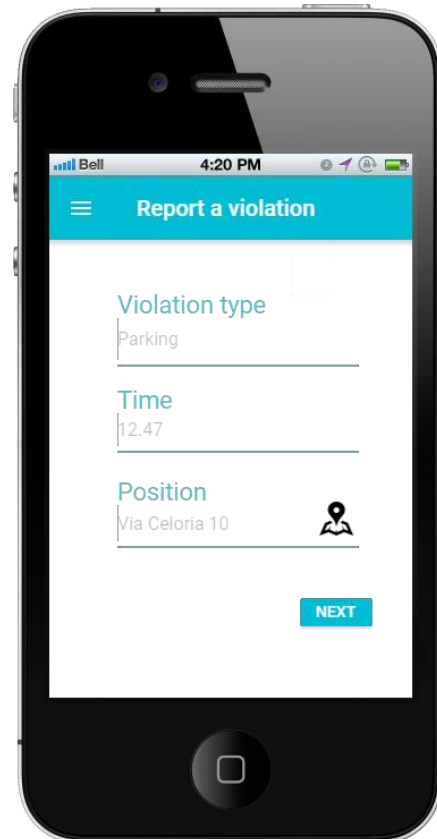 Bell 4:20 PM
Report a violation
Violation type
Parking
Time
12.47
Position
Via Celoria 10
NEXT